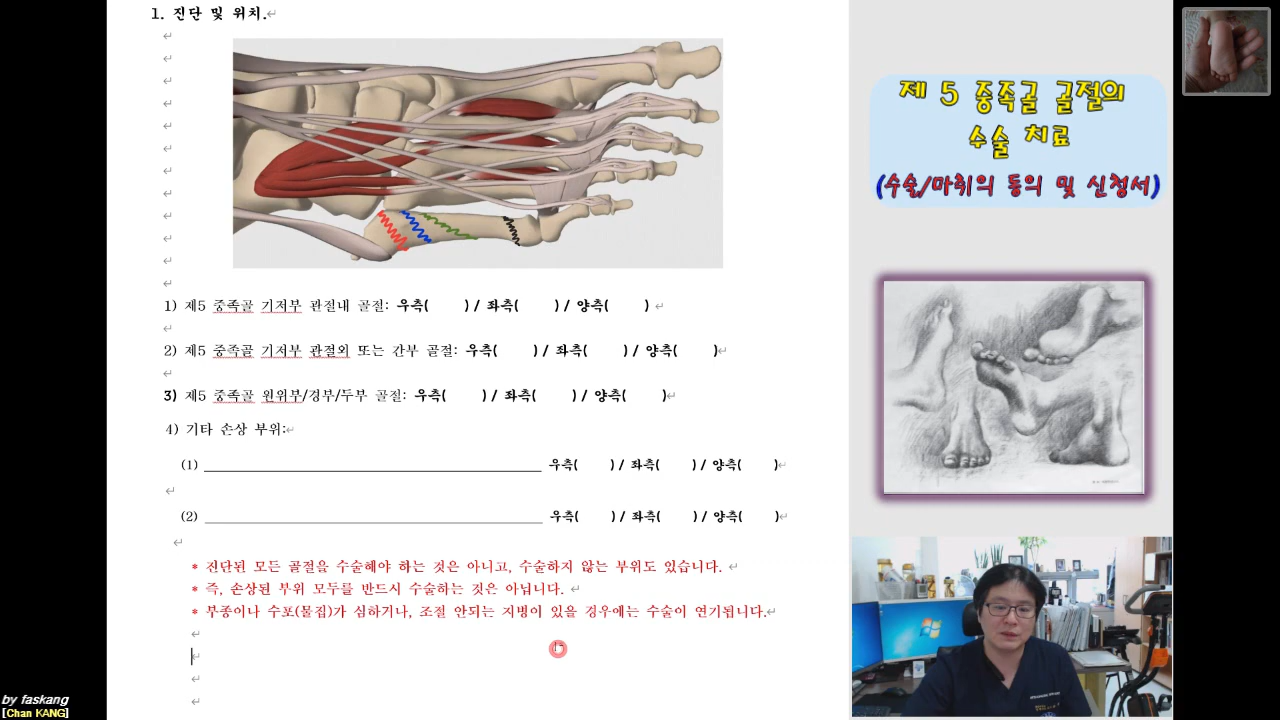 1. 진단 및 위치.
1) 제5 중족골 기저부 관절내 골절: 우측( ) / 좌측( ) / 양측( )
2) 제5 중족골 기저부 관절외 또는 간부 골절: 우측( ) / 좌측( ) / 양측( )
3) 제5 중족골 원위부/경부/두부 골절: 우측( ) / 좌측( ) / 양측( )
4) 기타 손상 부위:
(1) 우측( ) / 좌측( ) / 양측( )
(2) 우측( ) / 좌측( ) / 양측( )
* 진단된 모든 골절을 수술해야 하는 것은 아니고, 수술하지 않는 부위도 있습니다.
* 즉, 손상된 부위 모두를 반드시 수술하는 것은 아닙니다.
* 부종이나 수포(물집)가 심하거나, 조절 안되는 지병이 있을 경우에는 수술이 연기됩니다.
제 5 중족골 골절의
수술 치료
(수술/마취의 동의 및 신청서)
by faskang
[Chan KANG]